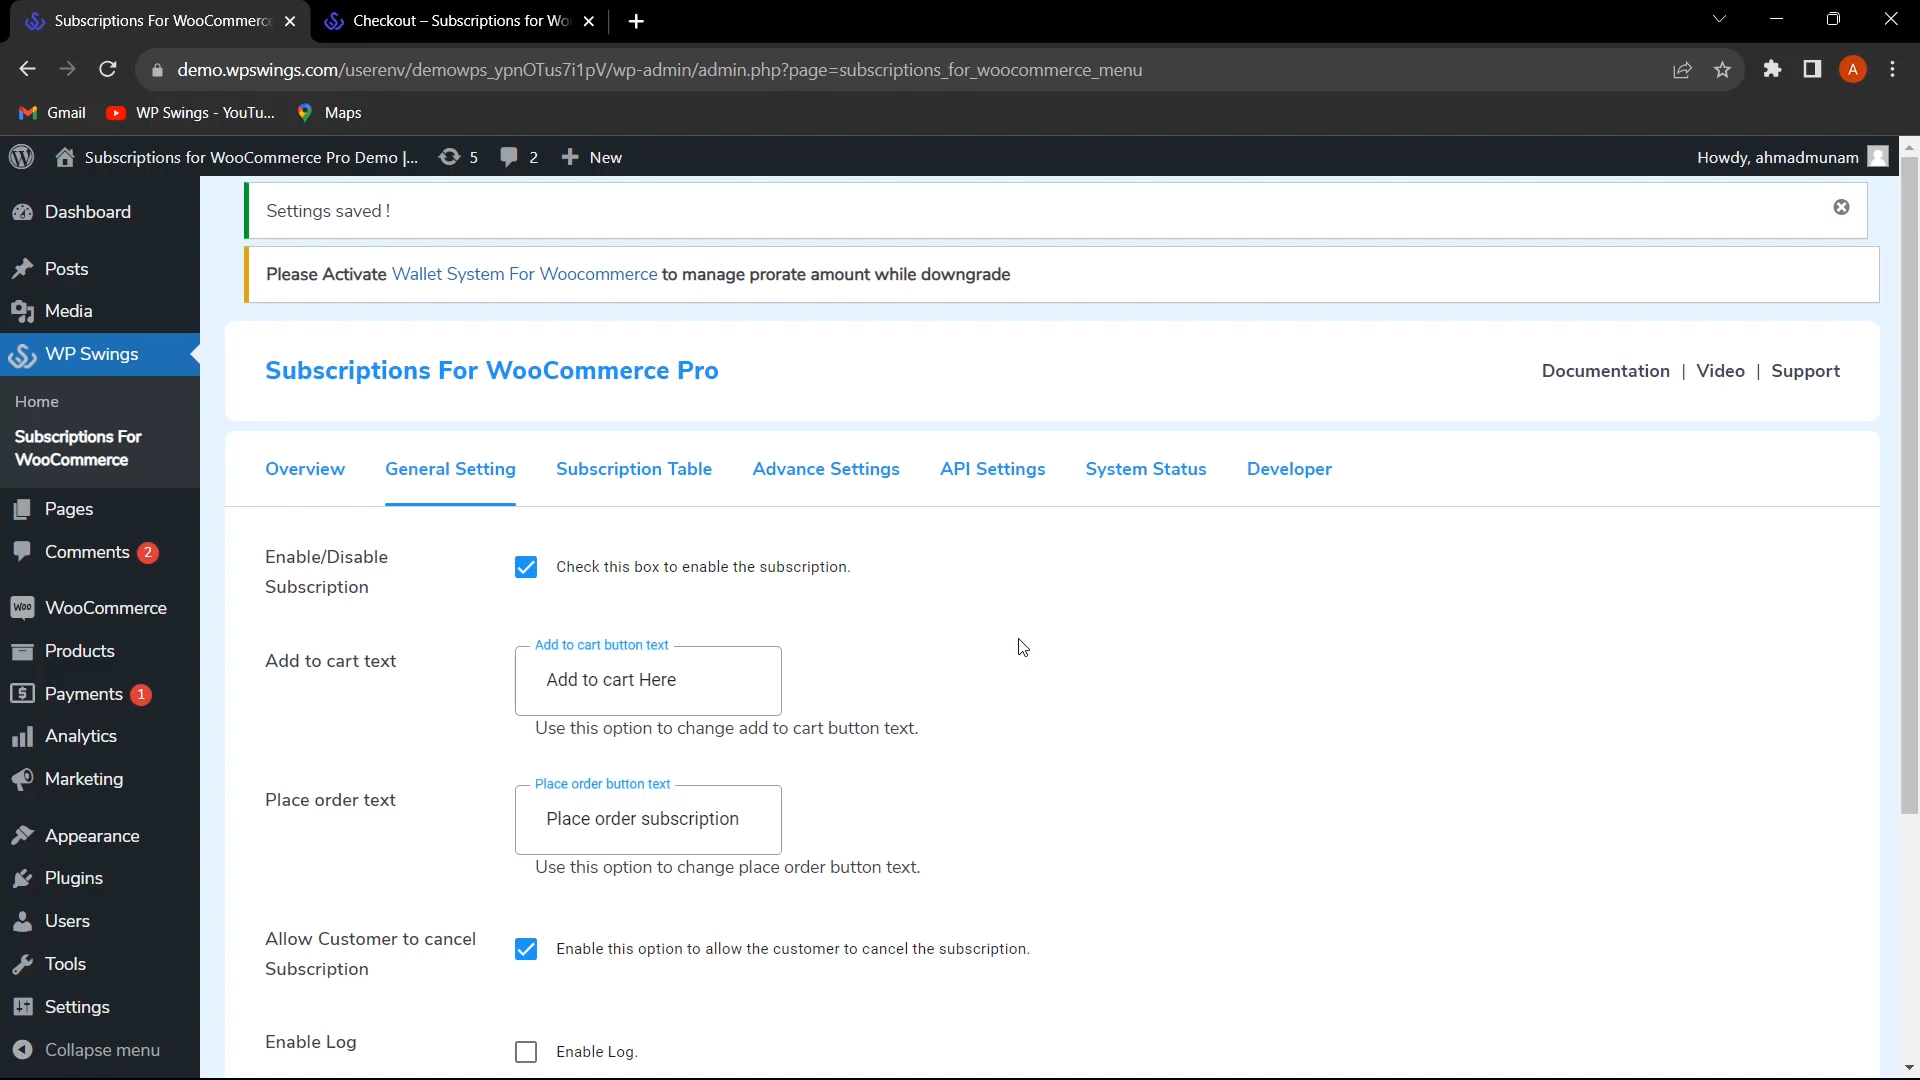 Subscriptions For WooCommerce
Checkout – Subscriptions for Wo
demo.wpswings.com/userenv/demowps_ypnOTus7i1pV/wp-admin/admin.php?page=subscriptions_for_woocommerce_menu
A
Gmail
WP Swings - YouTu...
Maps
Subscriptions for WooCommerce Pro Demo |...
5
2
New
Howdy, ahmadmunam
Dashboard
Posts
Media
WP Swings
Home
Subscriptions For
WooCommerce
Pages
Comments 2
Woo WooCommerce
Products
Payments 1
Analytics
Marketing
Appearance
Plugins
Users
Tools
Settings
Collapse menu
Settings saved !
Please Activate Wallet System For Woocommerce to manage prorate amount while downgrade
Subscriptions For WooCommerce Pro
Documentation | Video | Support
Overview
General Setting
Subscription Table
Advance Settings
API Settings
System Status
Developer
Enable/Disable
Subscription
Check this box to enable the subscription.
Add to cart text
Add to cart button text
Add to cart Here
Use this option to change add to cart button text.
Place order text
Place order button text
Place order subscription
Use this option to change place order button text.
Allow Customer to cancel
Subscription
Enable this option to allow the customer to cancel the subscription.
Enable Log
Enable Log.